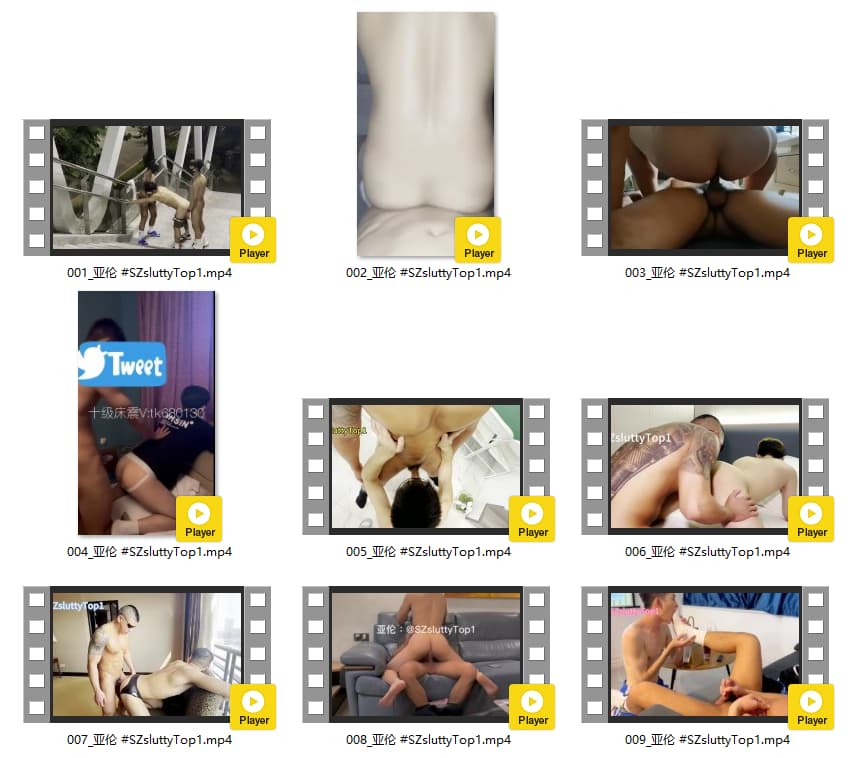 Player
Player
Player
001_亚伦 #SZsluttyTop1.mp4
002_亚伦 #SZsluttyTop1.mp4
003_亚伦 #SZsluttyTop1.mp4
Tweet
十级床震V:tk680130
Player
004_亚伦 #SZsluttyTop1.mp4
uttyTop1
Player
005_亚伦 #SZsluttyTop1.mp4
ZsluttyTop1
Player
006_亚伦 #SZsluttyTop1.mp4
ZsluttyTop1
Player
007_亚伦 #SZsluttyTop1.mp4
亚伦：@SZsluttyTop1
Player
008_亚伦 #SZsluttyTop1.mp4
Player
009_亚伦 #SZsluttyTop1.mp4